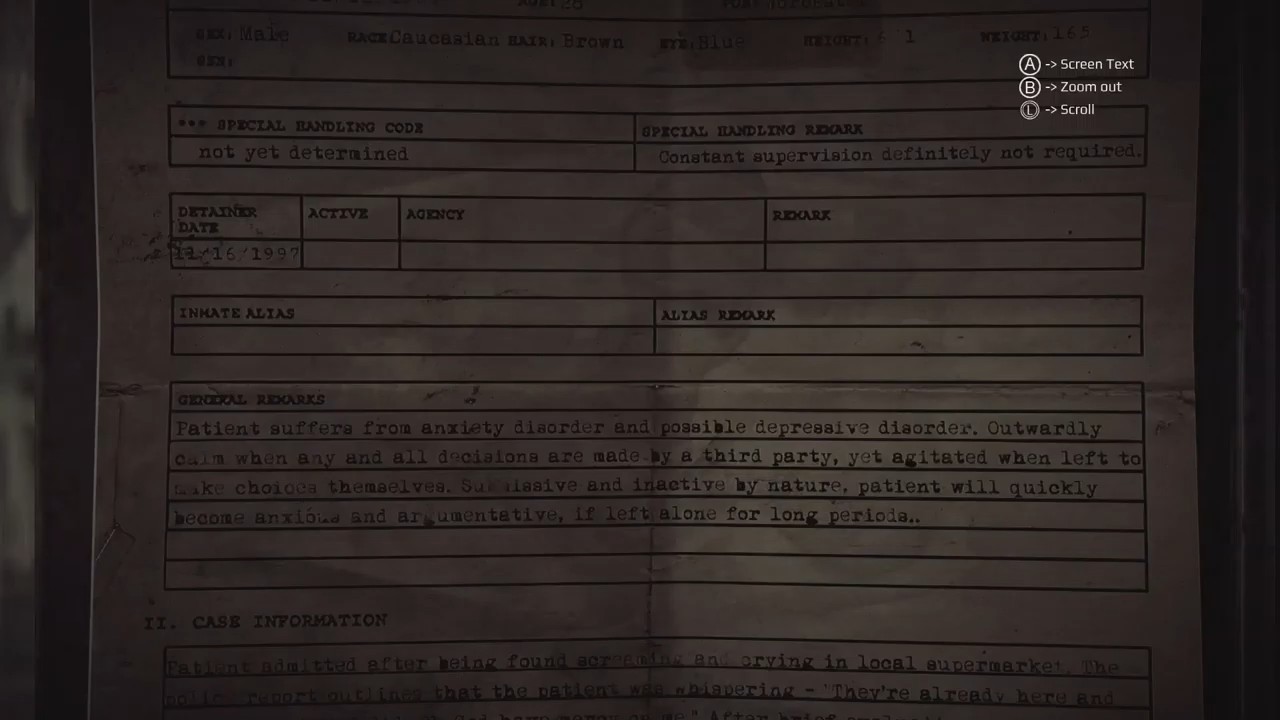 SEX: Male RACE Caucasian HAIR: Brown EYE: Blue HEIGHT: 6 1 WEIGHT: 165
GEN:
A -> Screen Text
B -> Zoom out
L -> Scroll
*** SPECIAL HANDLING CODE SPECIAL HANDLING REMARK
not yet determined Constant supervision definitely not required.
DETAINER DATE ACTIVE AGENCY REMARK
12/16/1997
INMATE ALIAS ALIAS REMARK
GENERAL REMARKS
Patient suffers from anxiety disorder and possible depressive disorder. Outwardly
calm when any and all decisions are made by a third party, yet agitated when left to
make choices themselves. Submissive and inactive by nature, patient will quickly
become anxious and argumentative, if left alone for long periods..
II. CASE INFORMATION
Patient admitted after being found screaming and crying in local supermarket. The
police report outlines that the patient was whispering - "They're already here and